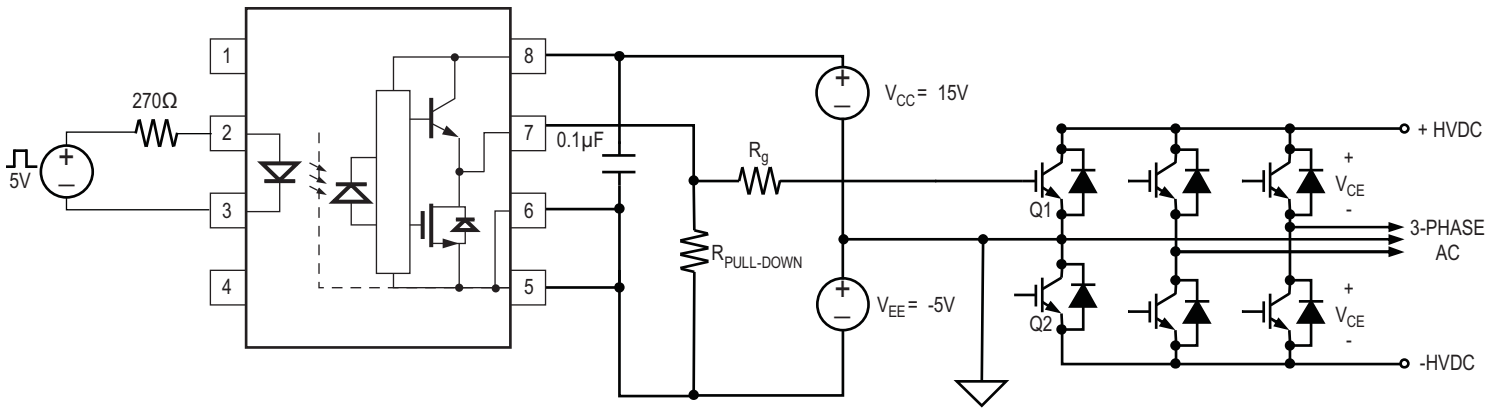 1
2
3
4
8
7
6
5
270Ω
5V
+
–
0.1µF
R_g
R_PULL-DOWN
+
–
V_CC = 15V
+
–
V_EE = -5V
Q1
Q2
+ HVDC
+
V_CE
-
3-PHASE
AC
+
V_CE
-
-HVDC